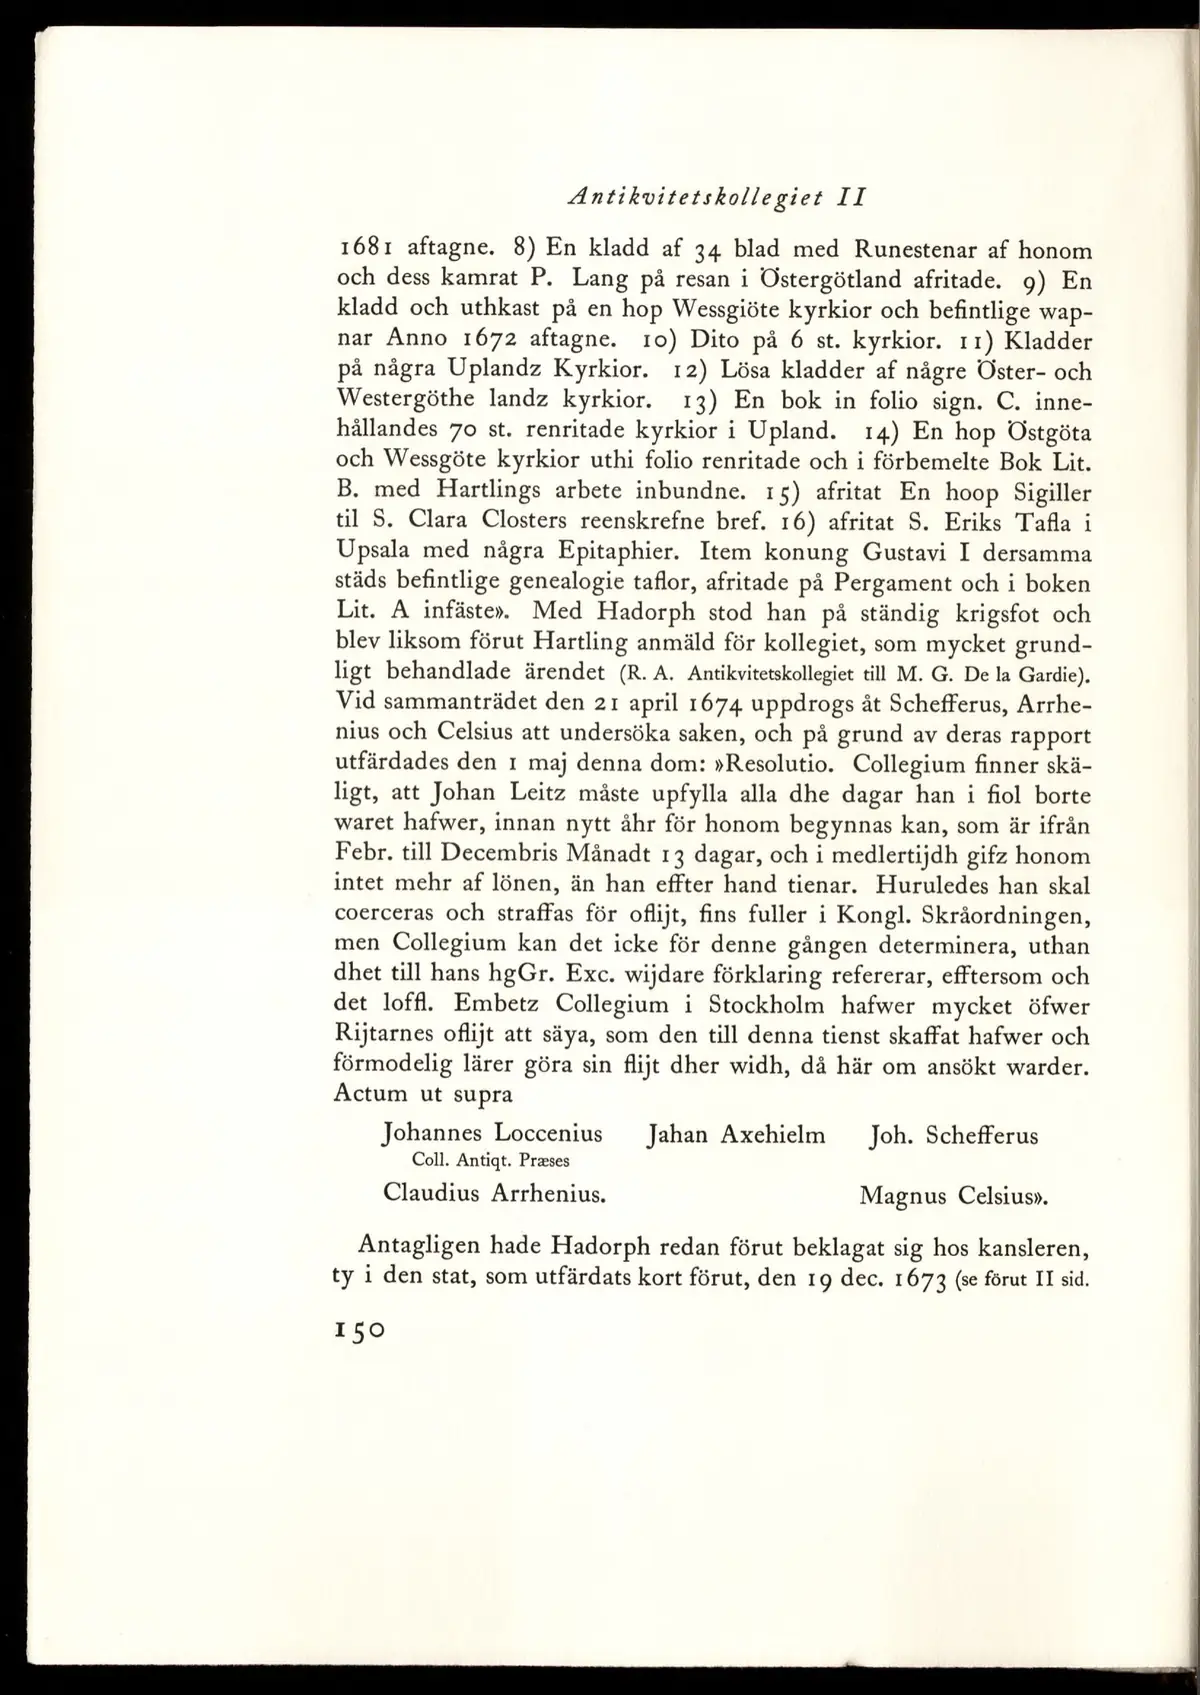 Antikvitetskollegiet II
1681 aftagne. 8) En kladd af 34 blad med Runestenar af honom
och dess kamrat P. Lang på resan i Östergötland afritade. 9) En
kladd och uthkast på en hop Wessgiöte kyrkior och befintlige wap-
nar Anno 1672 aftagne. 10) Dito på 6 st. kyrkior. 11) Kladder
på några Uplandz Kyrkior. 12) Lösa kladder af någre Öster- och
Westergöthe landz kyrkior. 13) En bok in folio sign. C. inne-
hållandes 70 st. renritade kyrkior i Upland. 14) En hop Östgöta
och Wessgöte kyrkior uthi folio renritade och i förbemelte Bok Lit.
B. med Hartlings arbete inbundne. 15) afritat En hoop Sigiller
til S. Clara Closters reenskrefne bref. 16) afritat S. Eriks Tafla i
Upsala med några Epitaphier. Item konung Gustavi I dersamma
städs befintlige genealogie taflor, afritade på Pergament och i boken
Lit. A infäste». Med Hadorph stod han på ständig krigsfot och
blev liksom förut Hartling anmäld för kollegiet, som mycket grund-
ligt behandlade ärendet (R. A. Antikvitetskollegiet till M. G. De la Gardie).
Vid sammanträdet den 21 april 1674 uppdrogs åt Schefferus, Arrhe-
nius och Celsius att undersöka saken, och på grund av deras rapport
utfärdades den 1 maj denna dom: »Resolutio. Collegium finner skä-
ligt, att Johan Leitz måste upfylla alla dhe dagar han i fiol borte
waret hafwer, innan nytt åhr för honom begynnas kan, som är ifrån
Febr. till Decembris Månadt 13 dagar, och i medlertijdh gifz honom
intet mehr af lönen, än han effter hand tienar. Huruledes han skal
coerceras och straffas för oflijt, fins fuller i Kongl. Skråordningen,
men Collegium kan det icke för denne gången determinera, uthan
dhet till hans hgGr. Exc. wijdare förklaring refererar, efftersom och
det loffl. Embetz Collegium i Stockholm hafwer mycket öfwer
Rijtarnes oflijt att säya, som den till denna tienst skaffat hafwer och
förmodelig lärer göra sin flijt dher widh, då här om ansökt warder.
Actum ut supra
Johannes Loccenius Jahan Axehielm Joh. Schefferus
Coll. Antiqt. Præses
Claudius Arrhenius. Magnus Celsius».
Antagligen hade Hadorph redan förut beklagat sig hos kansleren,
ty i den stat, som utfärdats kort förut, den 19 dec. 1673 (se förut II sid.
150